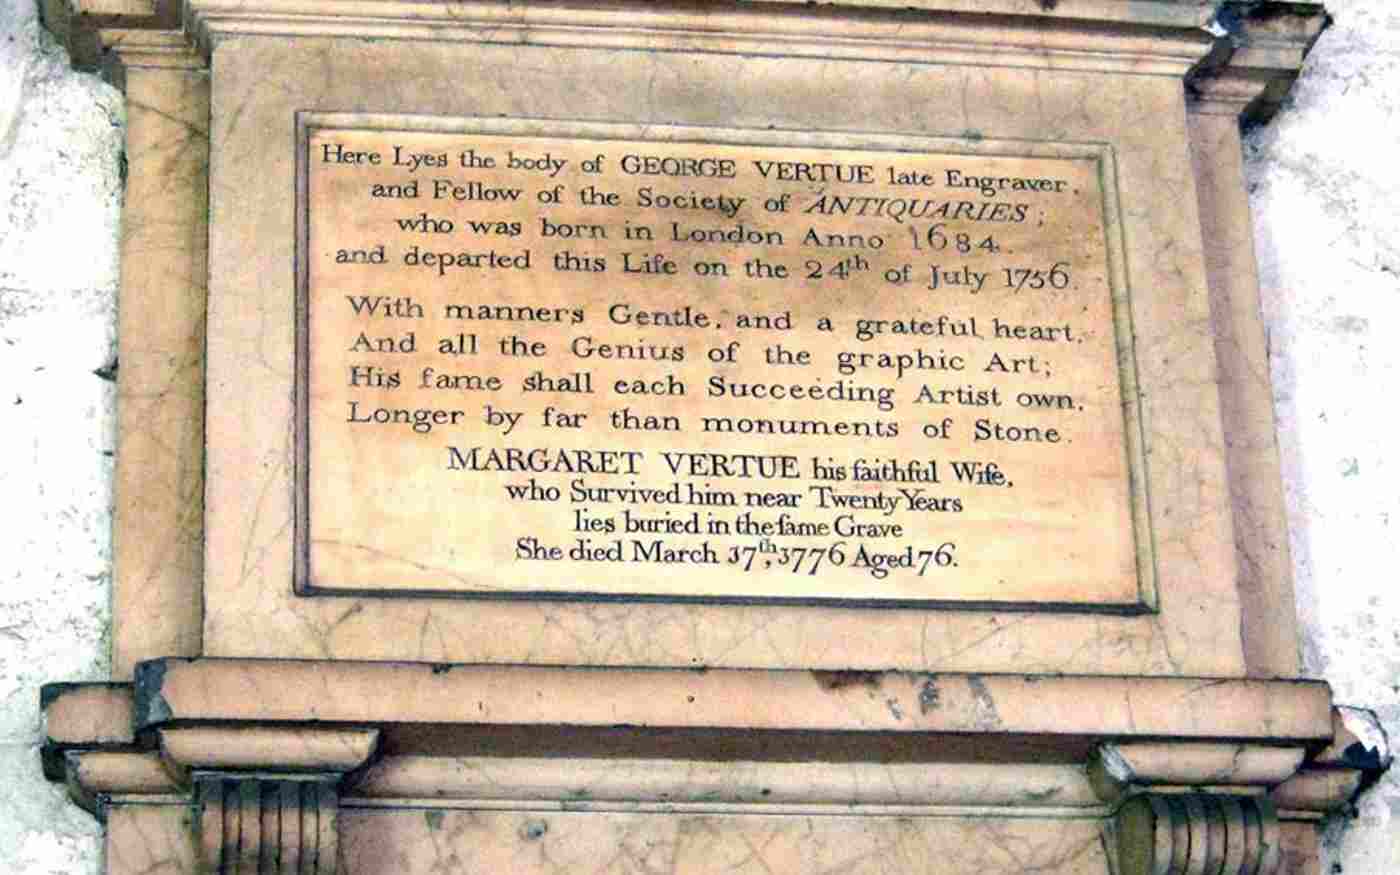 Here Lyes the body of GEORGE VERTUE late Engraver,
and Fellow of the Society of ANTIQUARIES;
who was born in London Anno 1684.
and departed this Life on the 24th of July 1756.
With manners Gentle, and a grateful heart,
And all the Genius of the graphic Art;
His fame shall each Succeeding Artist own,
Longer by far than monuments of Stone.
MARGARET VERTUE his faithful Wife,
who Survived him near Twenty Years
lies buried in the same Grave
She died March 37th, 3776 Aged 76.